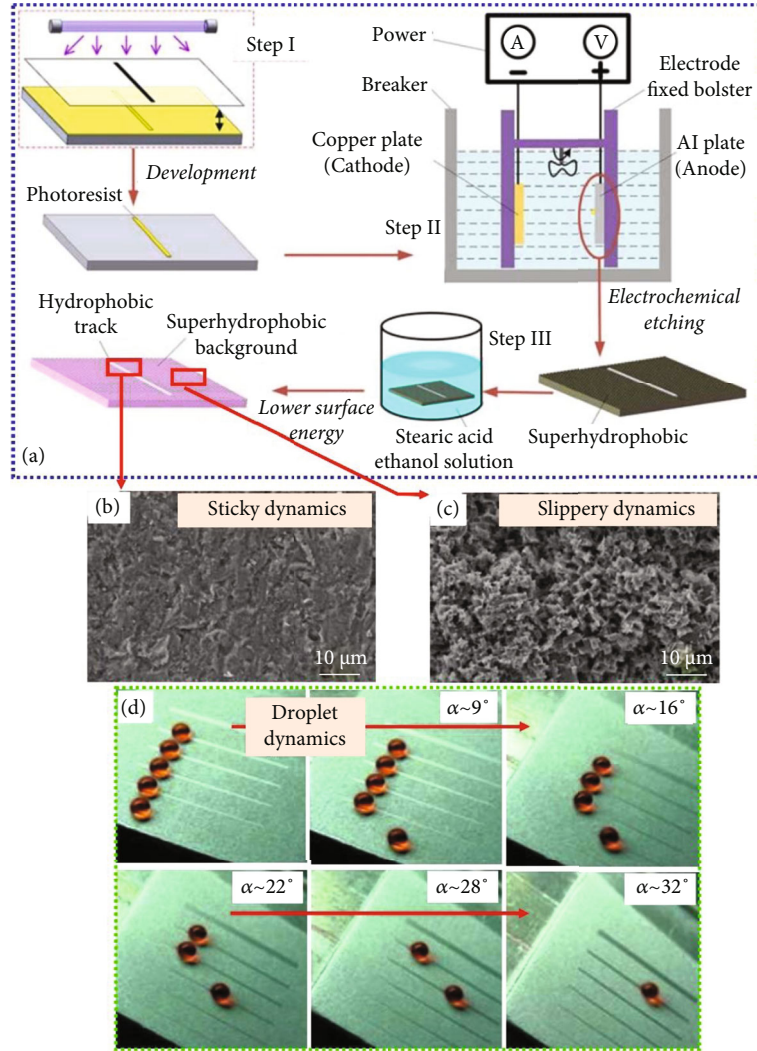 Step I
Development
Photoresist
Power
A
V
Breaker
Electrode
fixed bolster
Copper plate
(Cathode)
AI plate
(Anode)
Step II
Electrochemical
etching
Hydrophobic
track
Superhydrophobic
background
Step III
Lower surface
energy
Stearic acid
ethanol solution
Superhydrophobic
(a)
(b)
Sticky dynamics
10 µm
(c)
Slippery dynamics
10 µm
(d)
Droplet
dynamics
α~9˚
α~16˚
α~22˚
α~28˚
α~32˚